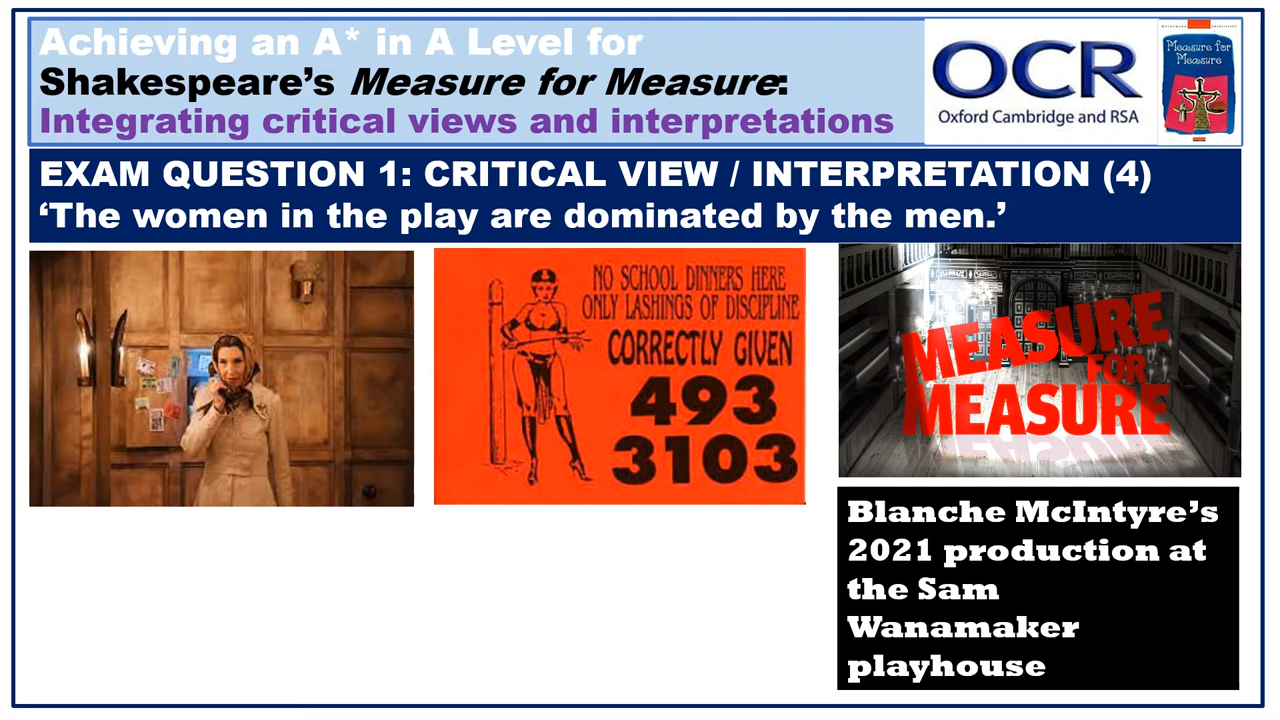 Achieving an A* in A Level for
Shakespeare's Measure for Measure:
Integrating critical views and interpretations
OCR
Oxford Cambridge and RSA
Measure for
Measure
EXAM QUESTION 1: CRITICAL VIEW / INTERPRETATION (4)
‘The women in the play are dominated by the men.’
NO SCHOOL DINNERS HERE
ONLY LASHINGS OF DISCIPLINE
CORRECTLY GIVEN
493
3103
MEASURE
FOR
MEASURE
Blanche McIntyre’s
2021 production at
the Sam
Wanamaker
playhouse